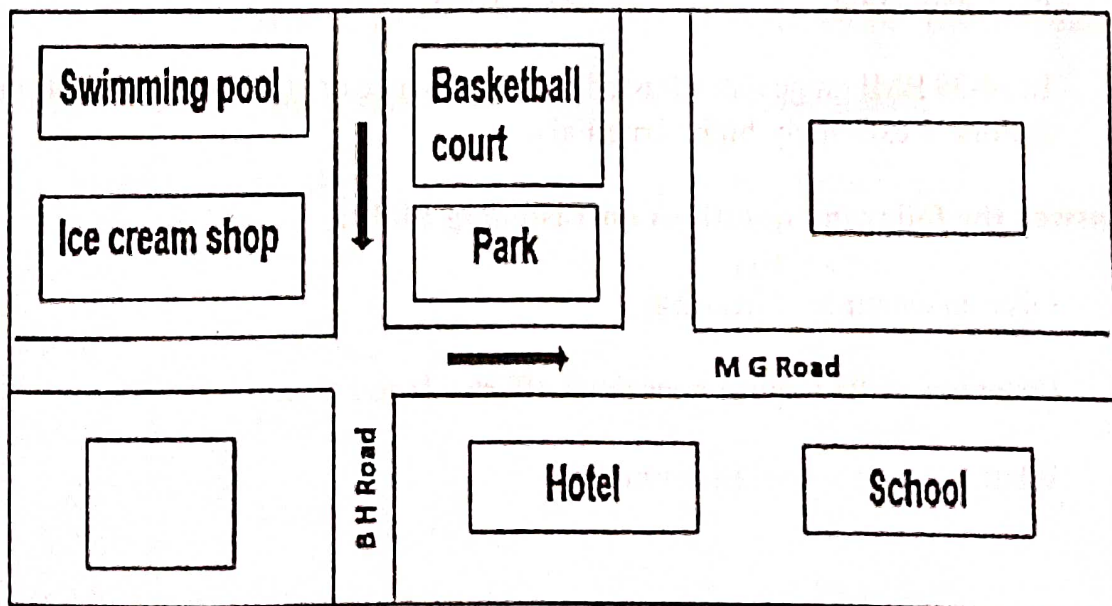 Swimming pool
Basketball
court
Ice cream shop
Park
M G Road
B H Road
Hotel
School